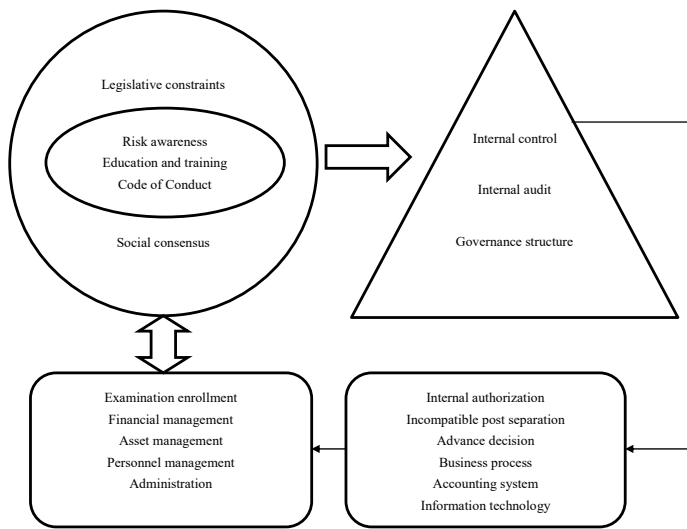 Legislative constraints
Risk awareness
Education and training
Code of Conduct
Social consensus
Internal control
Internal audit
Governance structure
Examination enrollment
Financial management
Asset management
Personnel management
Administration
Internal authorization
Incompatible post separation
Advance decision
Business process
Accounting system
Information technology